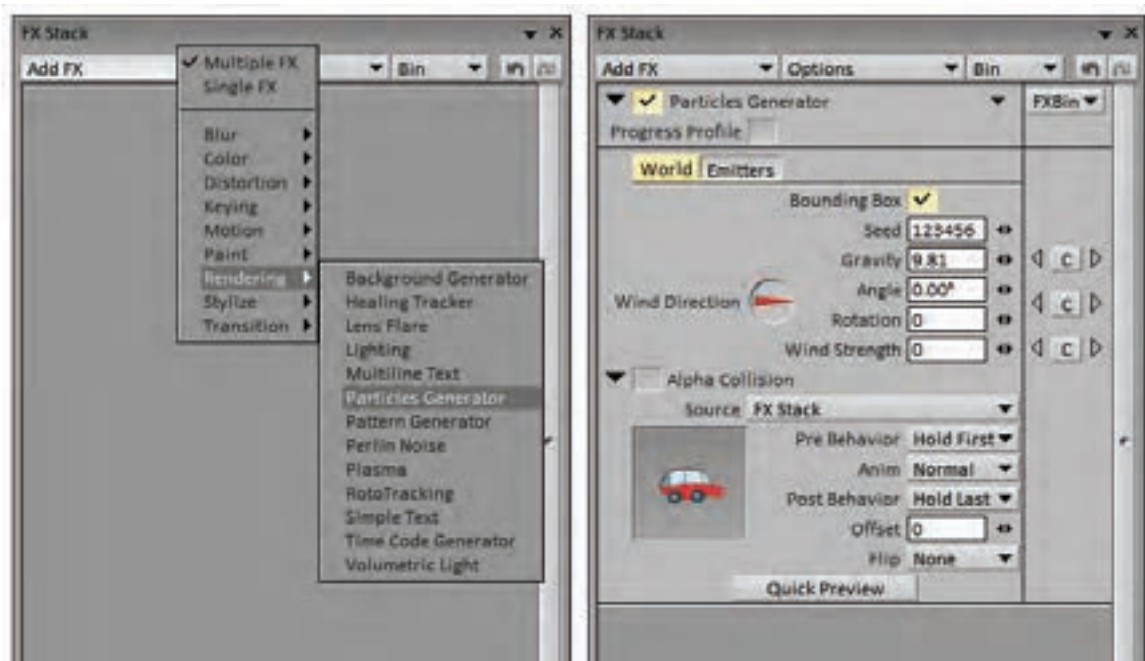 FX Stack
Add FX
Bin
Multiple FX
Single FX
Blur
Color
Distortion
Keying
Motion
Paint
Rendering
Stylize
Transition
Background Generator
Healing Tracker
Lens Flare
Lighting
Multiline Text
Particles Generator
Pattern Generator
Perlin Noise
Plasma
RotoTracking
Simple Text
Time Code Generator
Volumetric Light
FX Stack
Add FX Options Bin
Particles Generator FXBin
Progress Profile
World Emitters
Bounding Box
Seed 123456
Gravity 9.81 C
Wind Direction Angle 0.00° C
Rotation 0
Wind Strength 0 C
Alpha Collision
Source FX Stack
Pre Behavior Hold First
Anim Normal
Post Behavior Hold Last
Offset 0
Flip None
Quick Preview